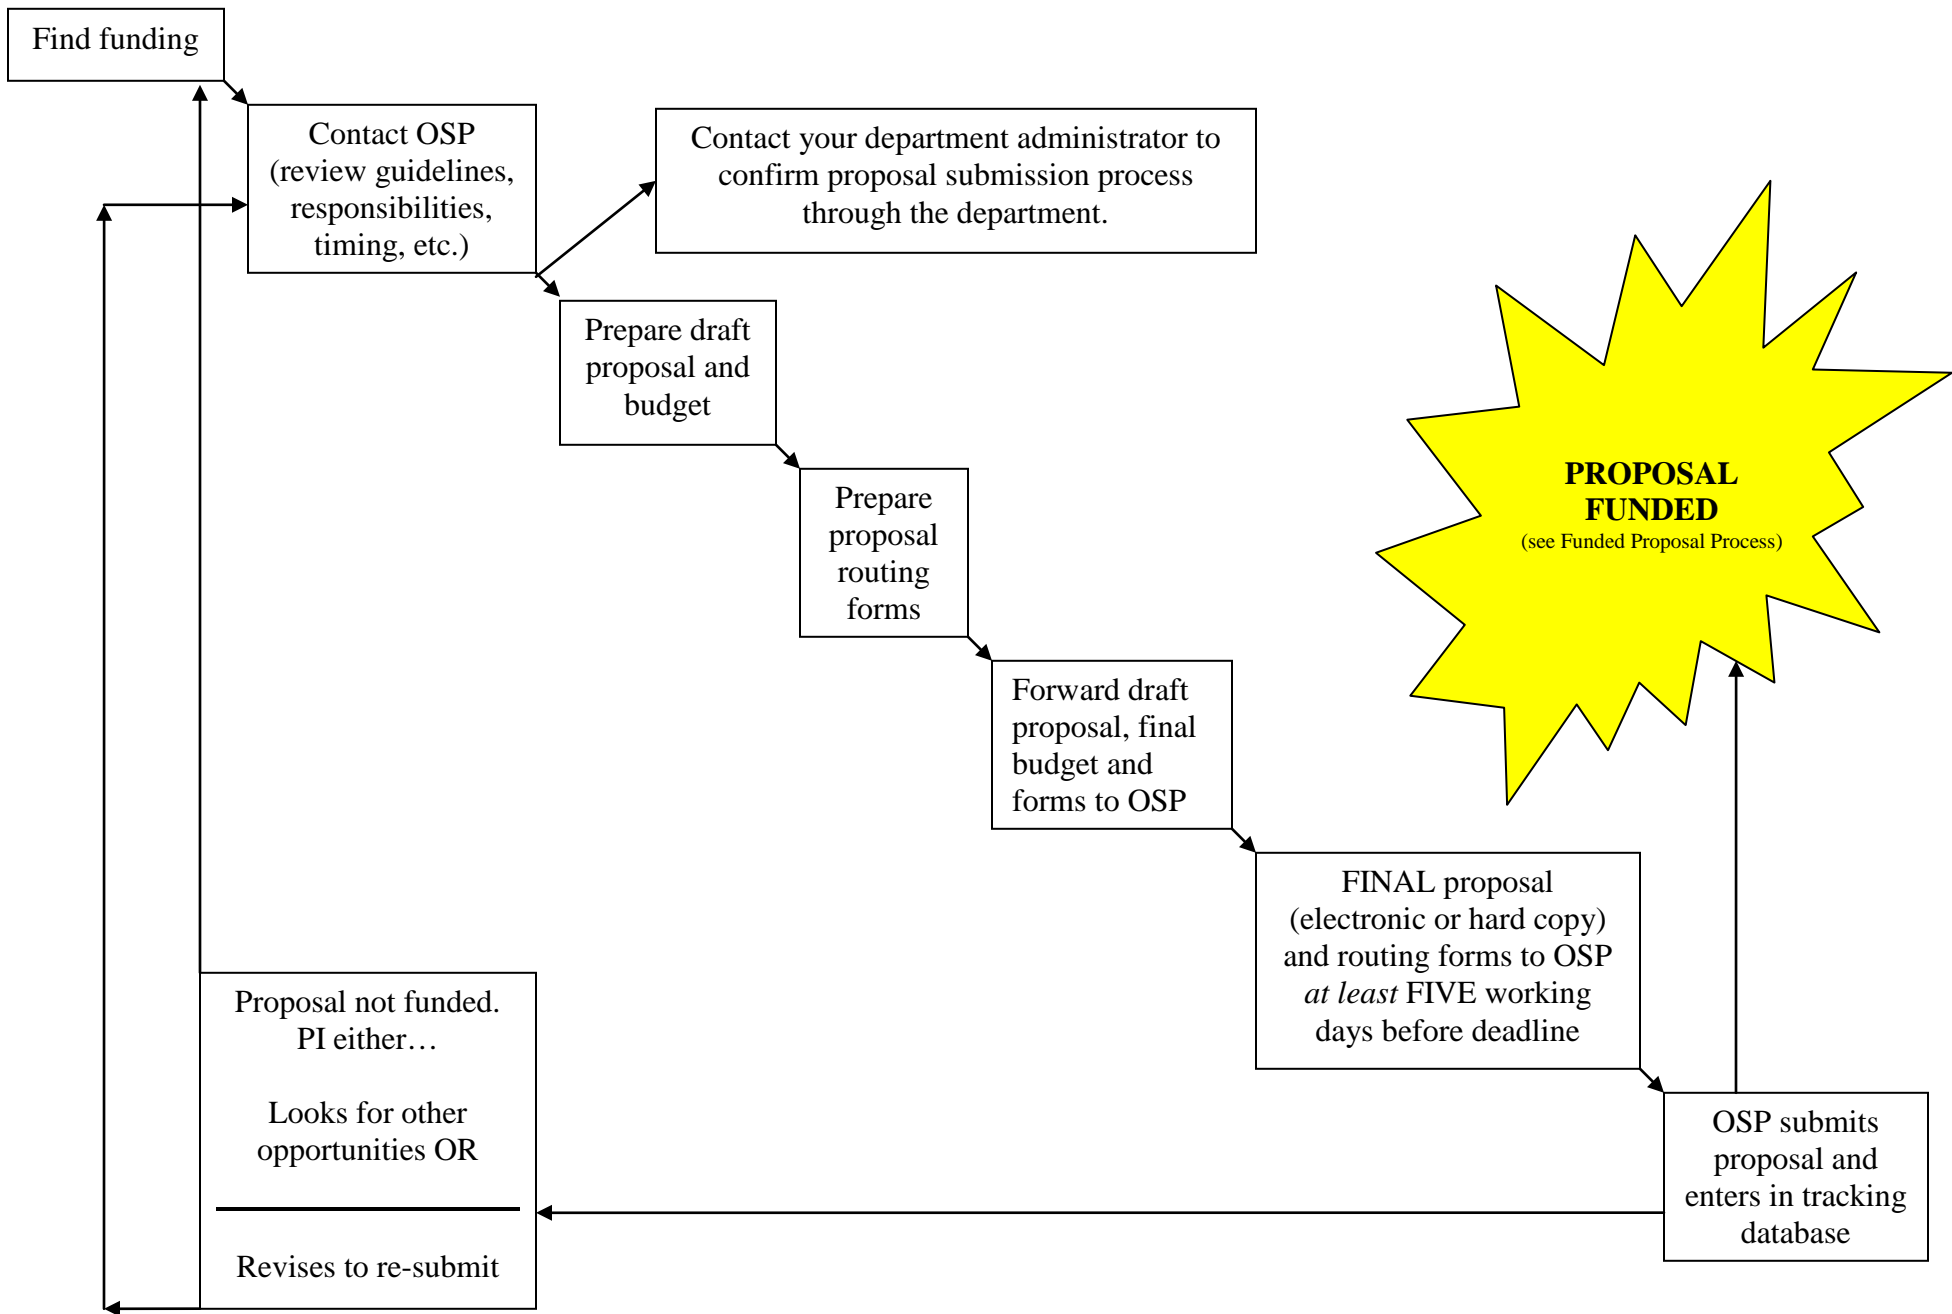 Find funding
Contact OSP
(review guidelines,
responsibilities,
timing, etc.)
Contact your department administrator to
confirm proposal submission process
through the department.
Prepare draft
proposal and
budget
Prepare
proposal
routing
forms
Forward draft
proposal, final
budget and
forms to OSP
FINAL proposal
(electronic or hard copy)
and routing forms to OSP
at least FIVE working
days before deadline
OSP submits
proposal and
enters in tracking
database
PROPOSAL
FUNDED
(see Funded Proposal Process)
Proposal not funded.
PI either…
Looks for other
opportunities OR
Revises to re-submit